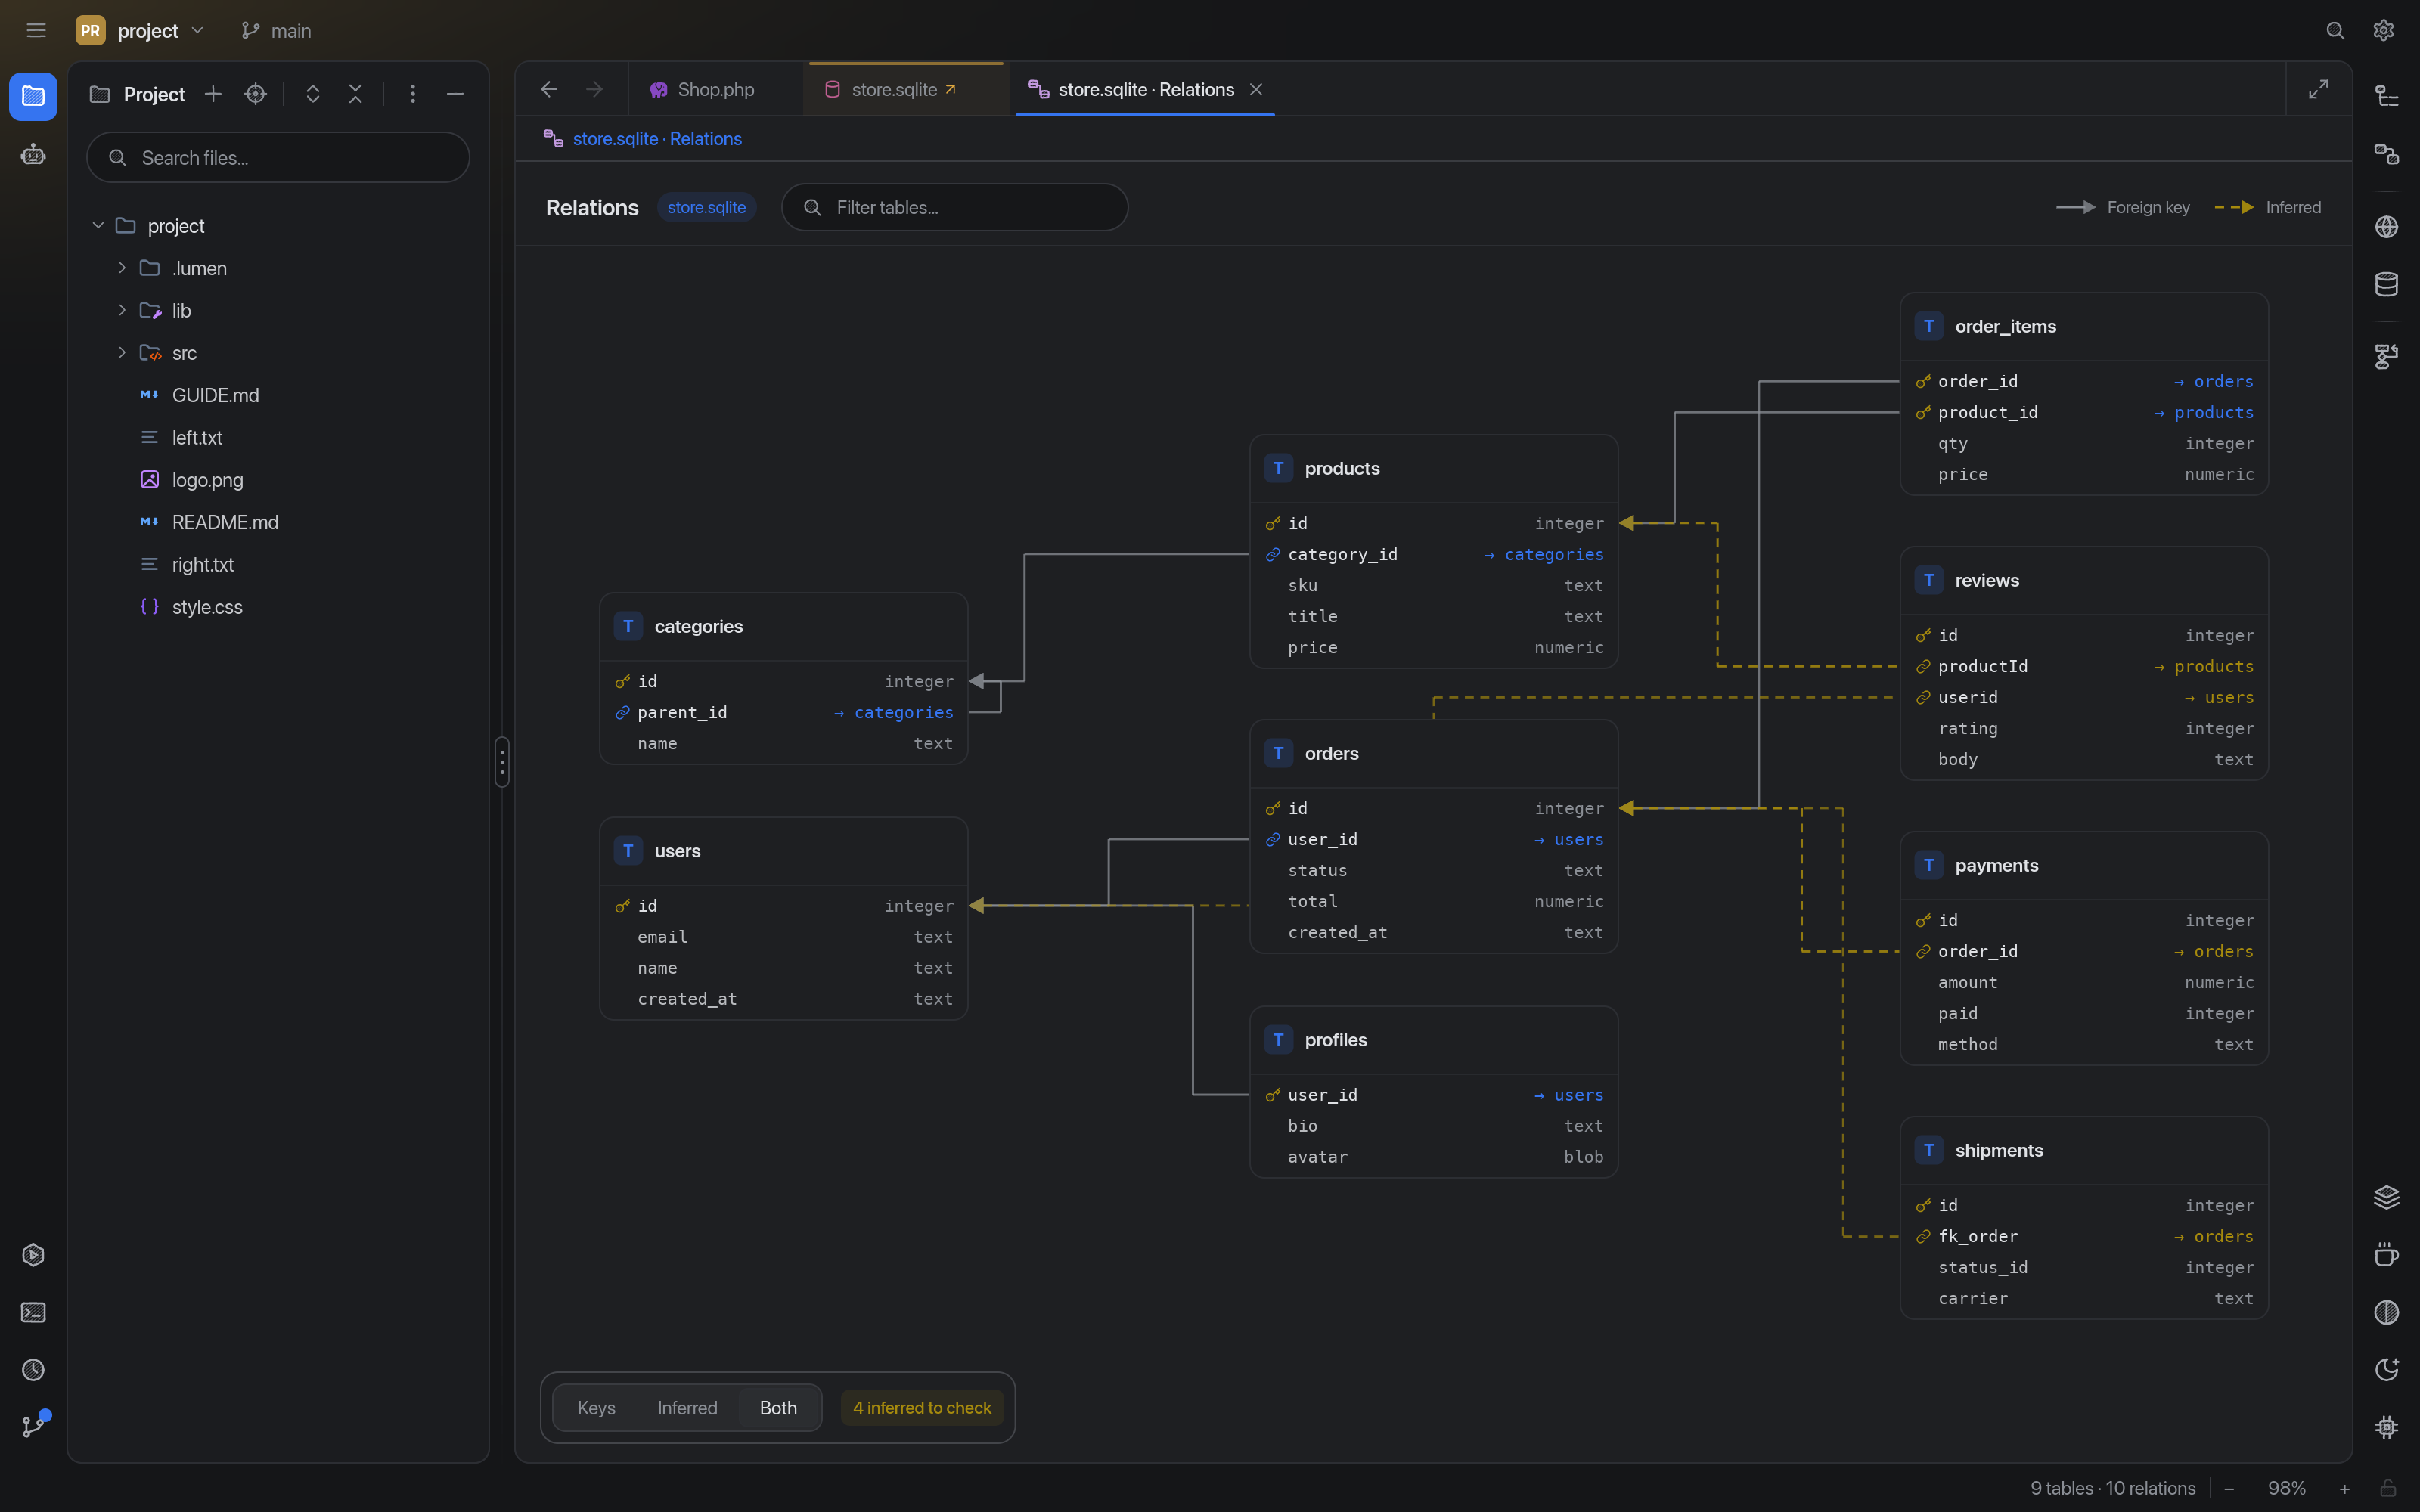 PR project main
Project
Search files...
project
.lumen
lib
src
GUIDE.md
left.txt
logo.png
README.md
right.txt
style.css
Shop.php
store.sqlite
store.sqlite · Relations
store.sqlite · Relations
Relations store.sqlite Filter tables... Foreign key Inferred
T order_items
order_id → orders
product_id → products
qty integer
price numeric
T products
id integer
category_id → categories
sku text
title text
price numeric
T reviews
id integer
productId → products
userid → users
rating integer
body text
T categories
id integer
parent_id → categories
name text
T orders
id integer
user_id → users
status text
total numeric
created_at text
T users
id integer
email text
name text
created_at text
T payments
id integer
order_id → orders
amount numeric
paid integer
method text
T profiles
user_id → users
bio text
avatar blob
T shipments
id integer
fk_order → orders
status_id integer
carrier text
Keys Inferred Both 4 inferred to check
9 tables · 10 relations − 98% +